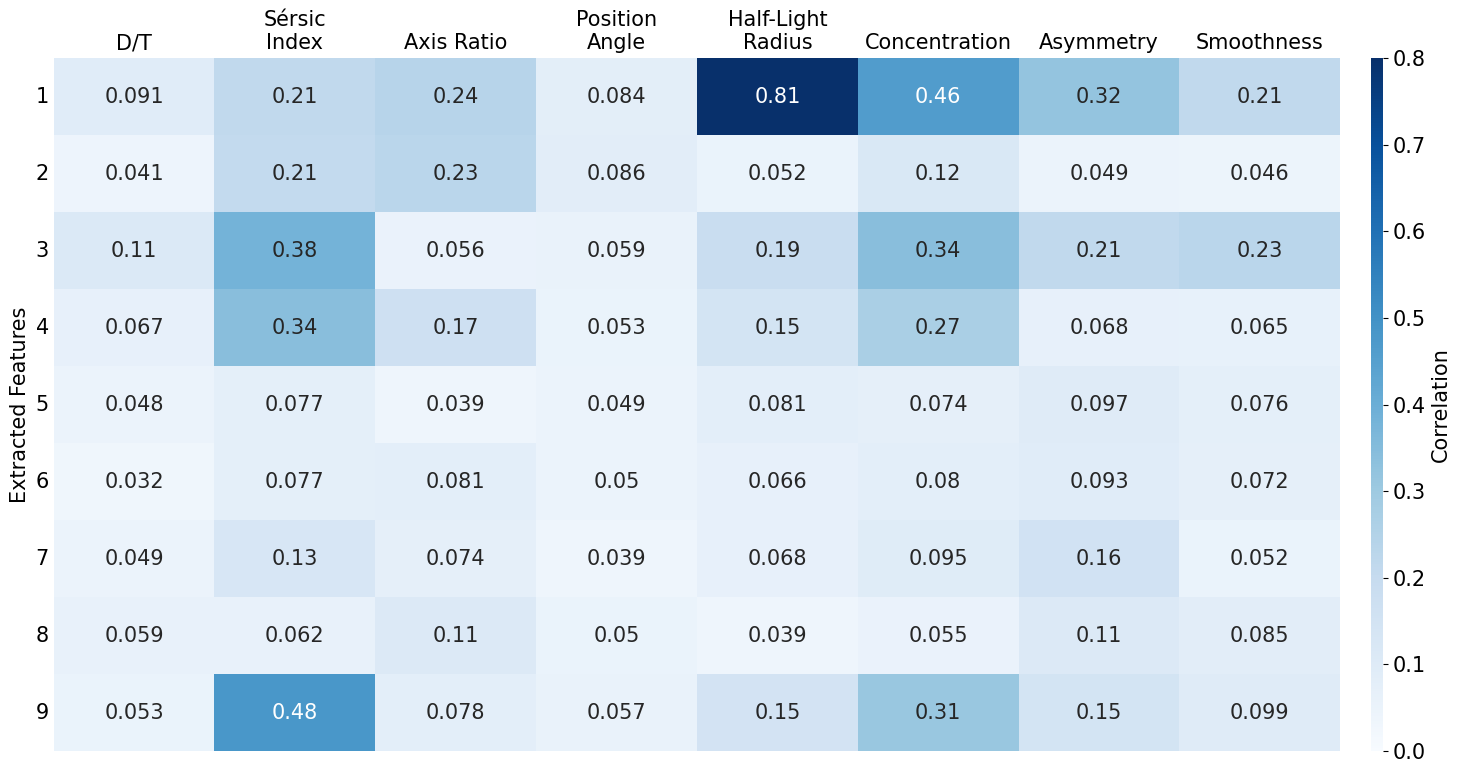 D/T
Sérsic
Index
Axis Ratio
Position
Angle
Half-Light
Radius
Concentration
Asymmetry
Smoothness
Extracted Features
1 0.091 0.21 0.24 0.084 0.81 0.46 0.32 0.21
2 0.041 0.21 0.23 0.086 0.052 0.12 0.049 0.046
3 0.11 0.38 0.056 0.059 0.19 0.34 0.21 0.23
4 0.067 0.34 0.17 0.053 0.15 0.27 0.068 0.065
5 0.048 0.077 0.039 0.049 0.081 0.074 0.097 0.076
6 0.032 0.077 0.081 0.05 0.066 0.08 0.093 0.072
7 0.049 0.13 0.074 0.039 0.068 0.095 0.16 0.052
8 0.059 0.062 0.11 0.05 0.039 0.055 0.11 0.085
9 0.053 0.48 0.078 0.057 0.15 0.31 0.15 0.099
0.8
0.7
0.6
0.5
0.4
0.3
0.2
0.1
0.0
Correlation